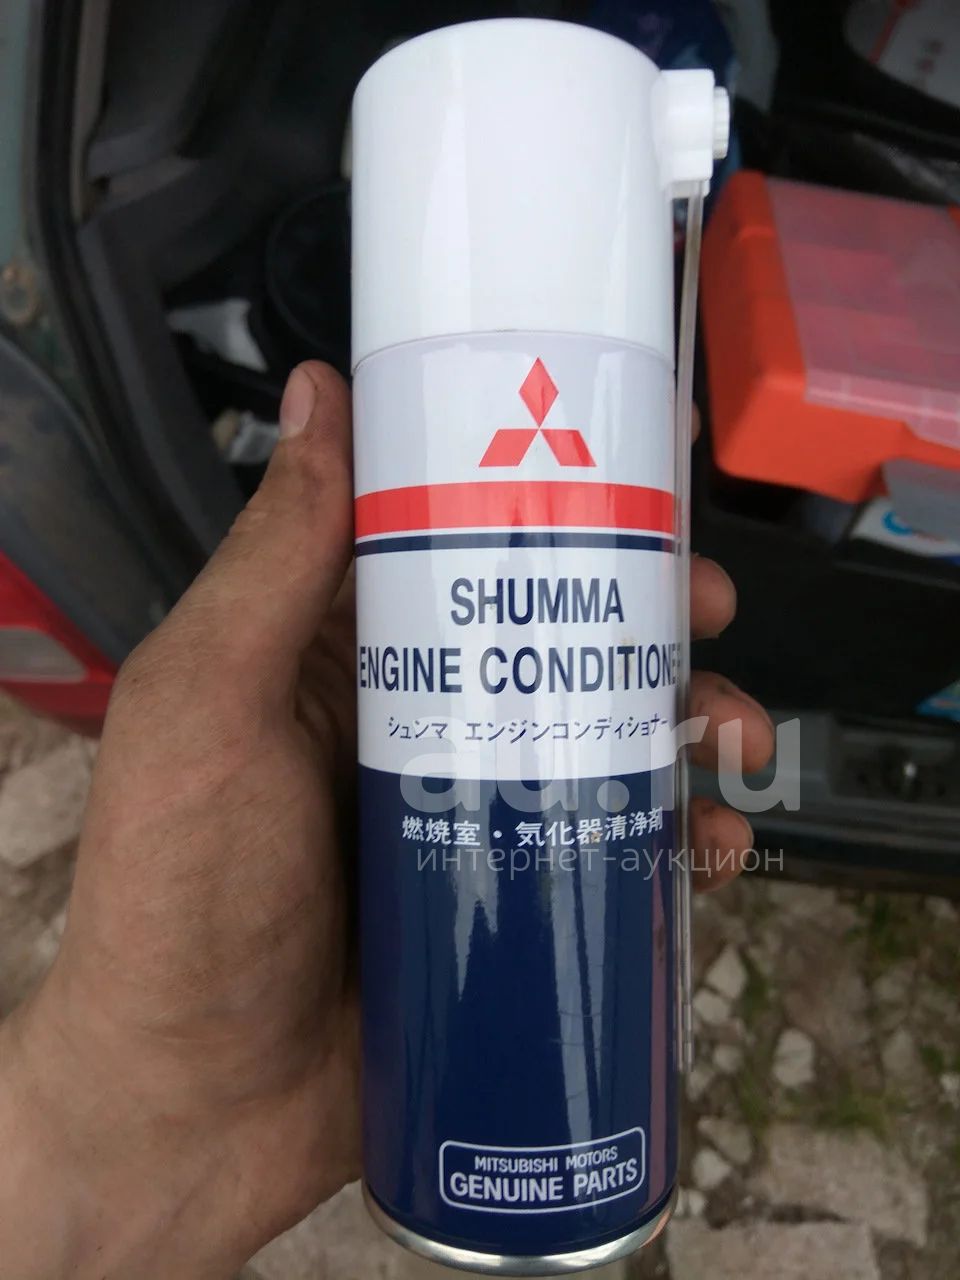 SHUMMA
ENGINE CONDITIONER
シュンマ エンジンコンディショナー
au.ru
燃焼室・気化器清浄剤
интернет-аукцион
MITSUBISHI MOTORS
GENUINE PARTS